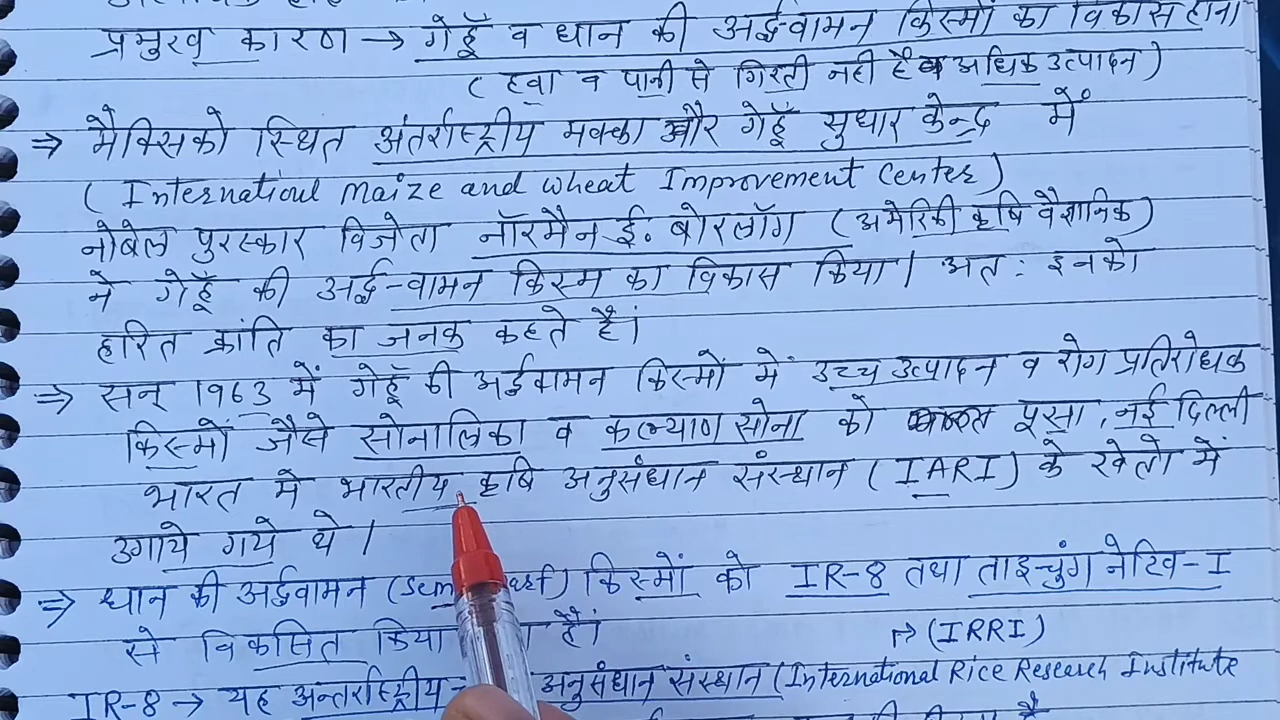 प्रमुख कारण → गेहूँ व धान की अर्द्धवामन किस्मों का विकास होना
( हवा व पानी से गिरती नही है व अधिक उत्पादन )
⇒ मैक्सिको स्थित अंतर्राष्ट्रीय मक्का और गेहूँ सुधार केन्द्र में
( Internationl maize and wheat Improvement Center)
नोबेल पुरस्कार विजेता नॉरमैन ई. बोरलॉग (अमेरिकी कृषि वैज्ञानिक)
ने गेहूँ की अर्द्ध-वामन किस्म का विकास किया। अत: इनको
हरित क्रांति का जनक कहते हैं।
⇒ सन् 1963 में गेहूँ की अर्द्धवामन किस्मों में उच्च उत्पादन व रोग प्रतिरोधक
किस्मों जैसे सोनालिका व कल्याण सोना को पूसा, नई दिल्ली
भारत मे भारतीय कृषि अनुसंधान संस्थान (IARI) के खेतो में
उगाये गये थे।
⇒ धान की अर्द्धवामन किस्मों को IR-8 तथा ताइचुंग नेटिव-I
से विकसित किया है।
↱ (IRRI)
IR-8 → यह अन्तर्राष्ट्रीय अनुसंधान संस्थान (International Rice Research Institute